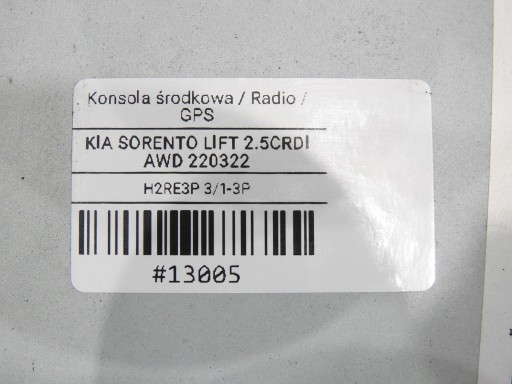 Konsola środkowa / Radio /
GPS
KIA SORENTO LIFT 2.5CRDI
AWD 220322
H2RE3P 3/1-3P
#13005